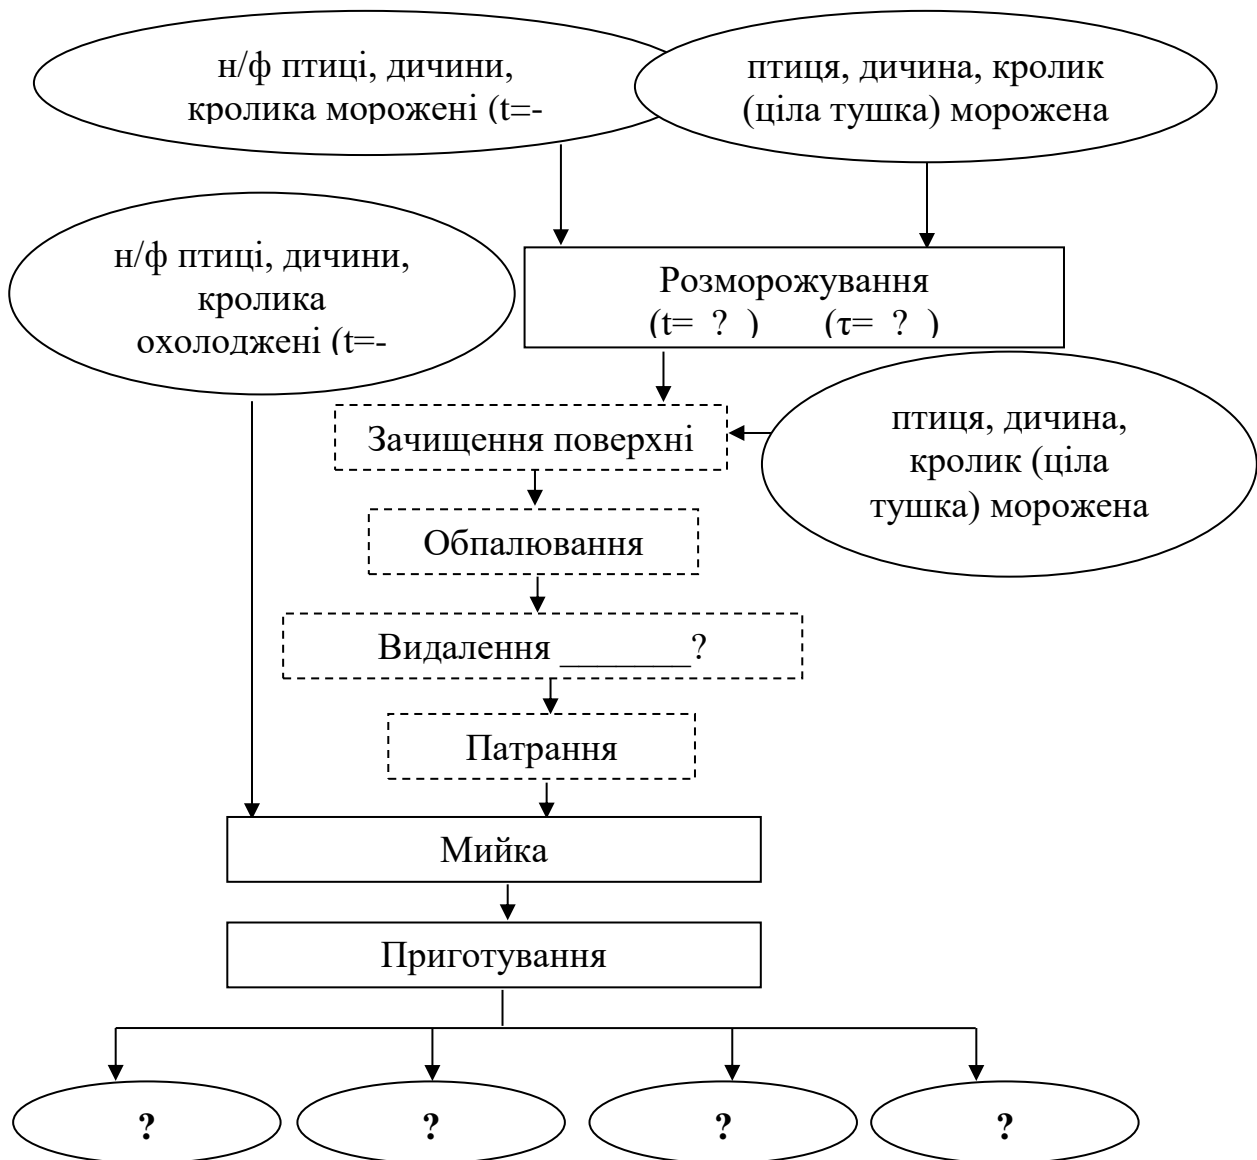 н/ф птиці, дичини,
кролика морожені (t=-
птиця, дичина, кролик
(ціла тушка) морожена
н/ф птиці, дичини,
кролика
охолоджені (t=-
Розморожування
(t= ? ) (τ= ? )
Зачищення поверхні
птиця, дичина,
кролик (ціла
тушка) морожена
Обпалювання
Видалення _______?
Патрання
Мийка
Приготування
? ? ? ?